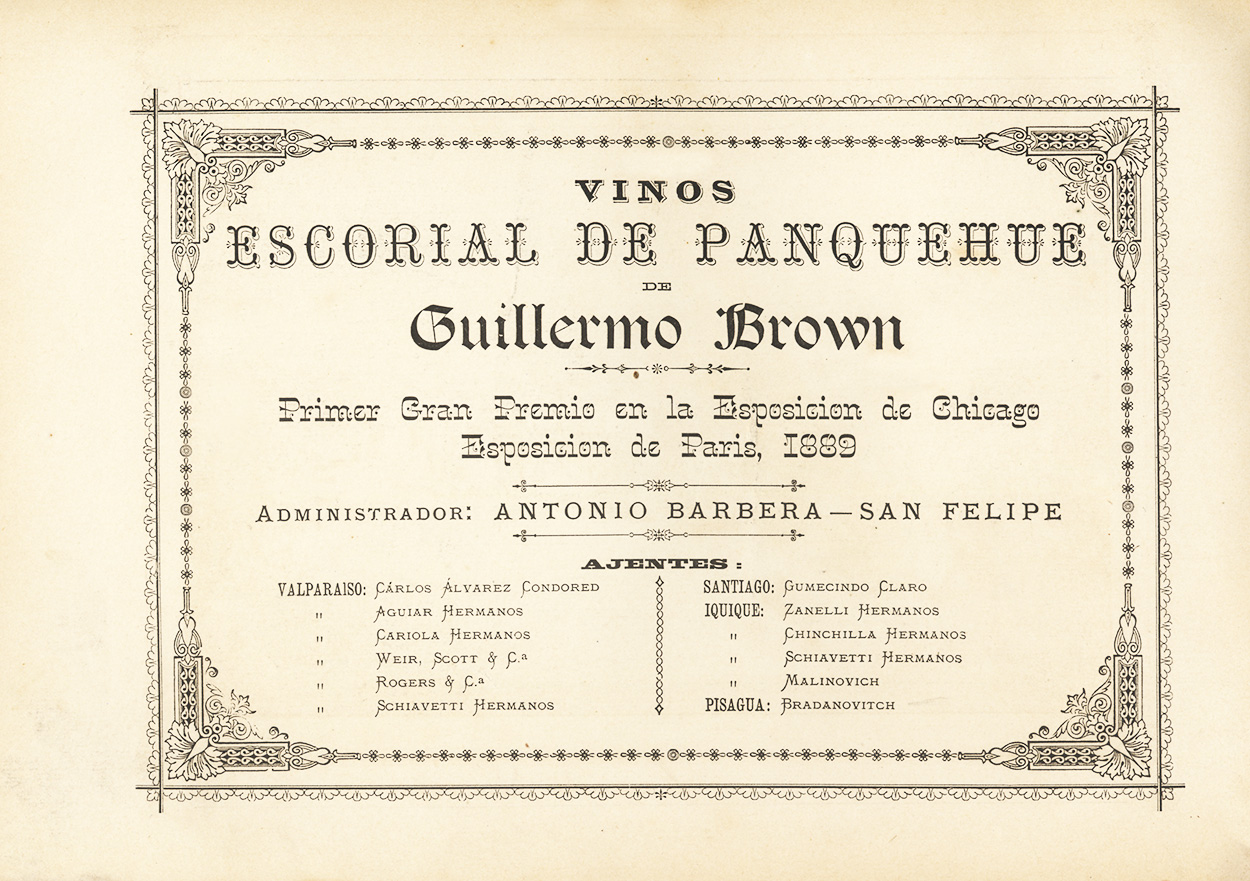 VINOS
ESCORIAL DE PANQUEHUE
DE
Guillermo Brown
Primer Gran Premio en la Esposicion de Chicago
Esposicion de Paris, 1889
ADMINISTRADOR: ANTONIO BARBERA — SAN FELIPE
AJENTES:
VALPARAISO: CÁRLOS ÁLVAREZ CONDORED
" AGUIAR HERMANOS
" CARIOLA HERMANOS
" WEIR, SCOTT & C.ª
" ROGERS & C.ª
" SCHIAVETTI HERMANOS
SANTIAGO: GUMECINDO CLARO
IQUIQUE: ZANELLI HERMANOS
" CHINCHILLA HERMANOS
" SCHIAVETTI HERMANOS
" MALINOVICH
PISAGUA: BRADANOVITCH